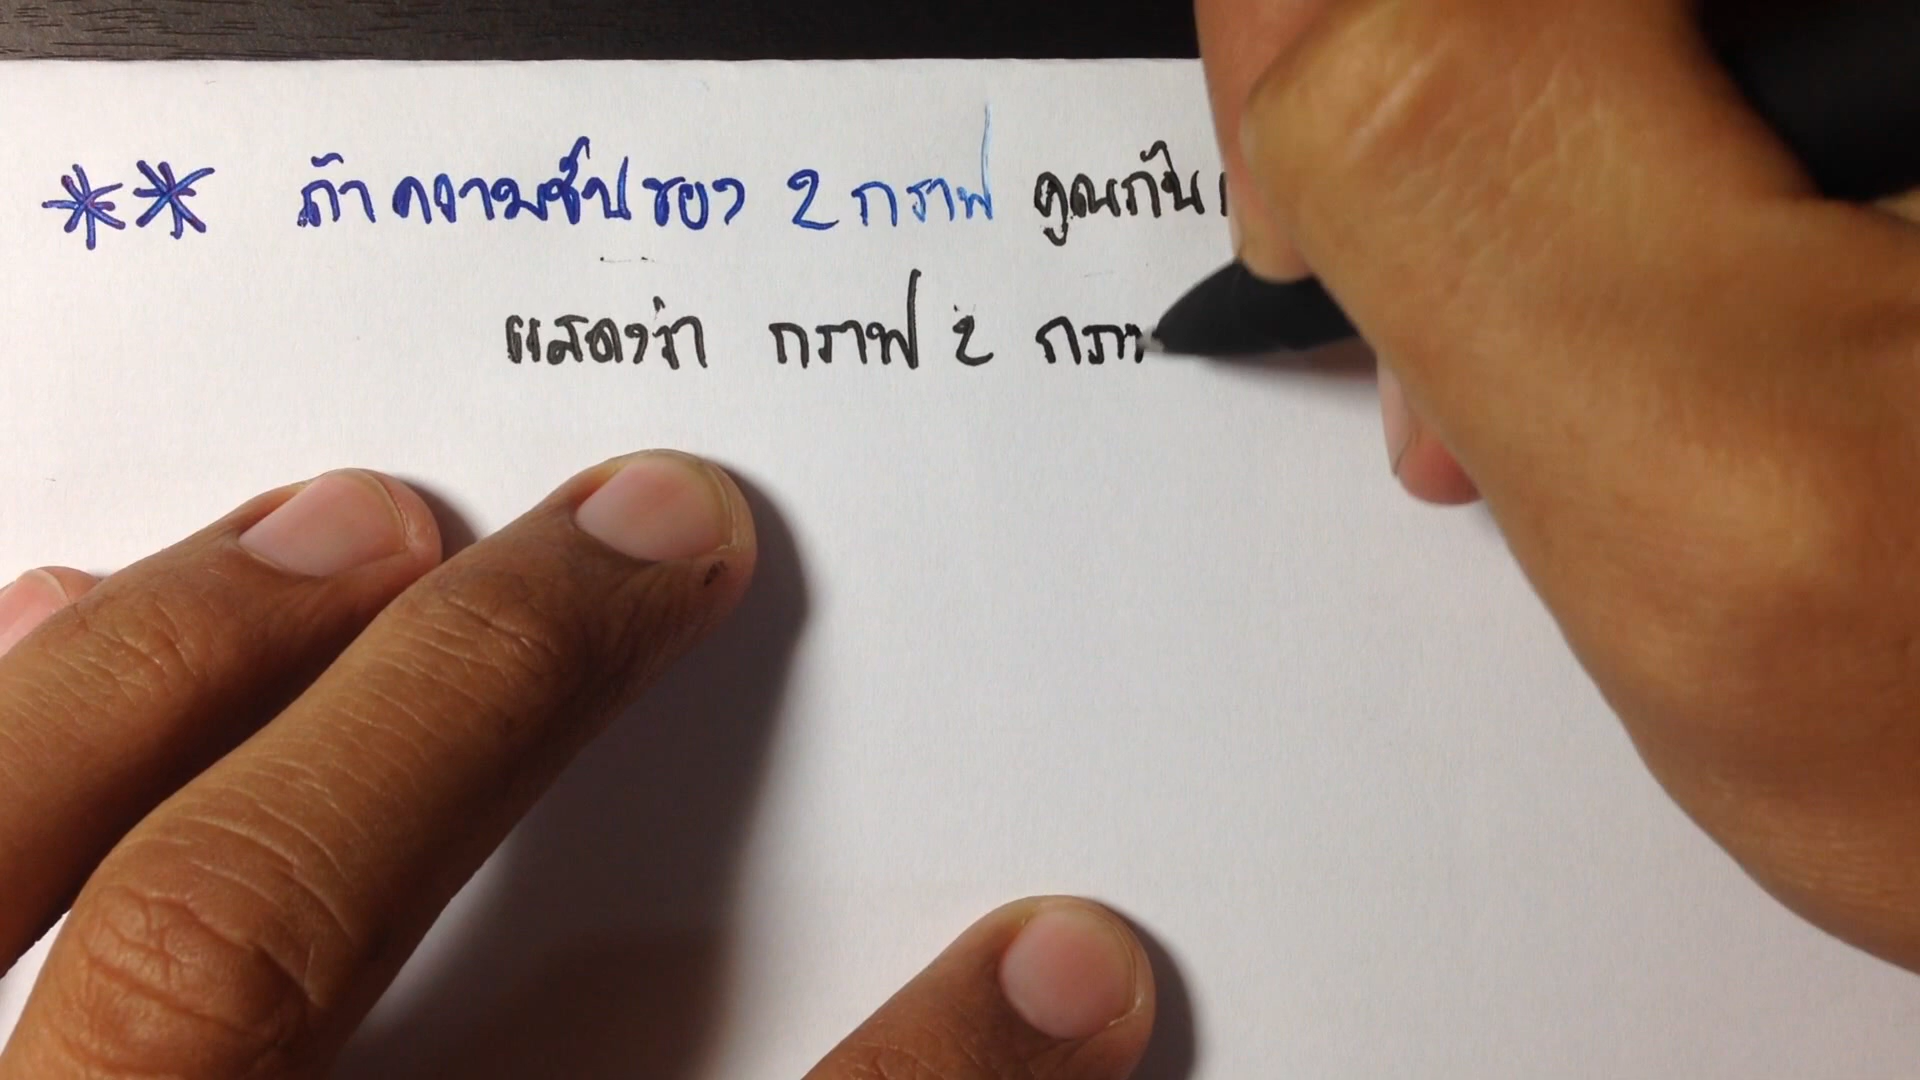 ** ถ้าความชันของ 2 กราฟ คูณกัน
แสดงว่า กราฟ 2 กรา